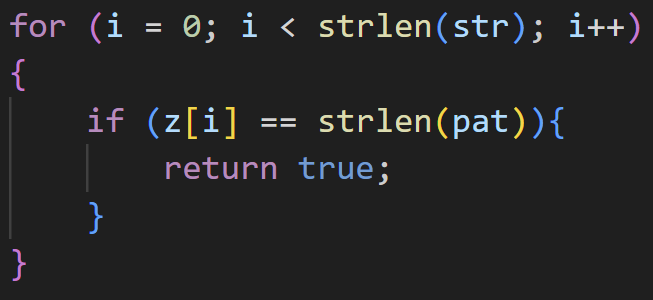 for (i = 0; i < strlen(str); i++)
{
    if (z[i] == strlen(pat)){
        return true;
    }
}